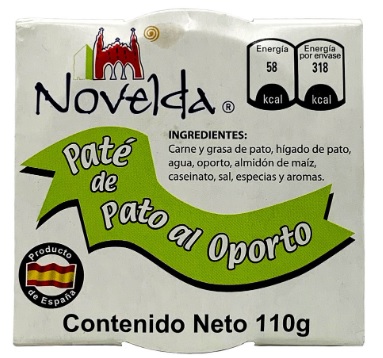 Novelda ®
Energía
58
kcal
Energía
por envase
318
kcal
INGREDIENTES:
Carne y grasa de pato, hígado de pato,
agua, oporto, almidón de maíz,
caseinato, sal, especias y aromas.
Paté
de
Pato al Oporto
Producto
de España
Contenido Neto 110g